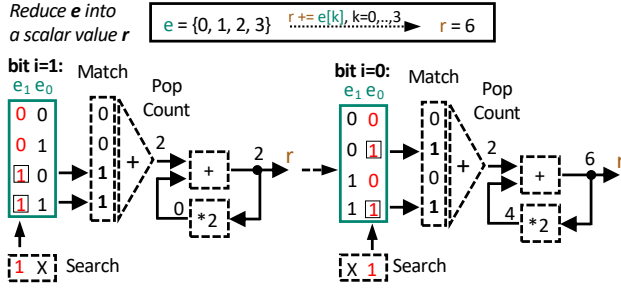 Reduce e into
a scalar value r
e = {0, 1, 2, 3} r += e[k], k=0,..,3 r = 6
bit i=1:
e1 e0
Match
Pop
Count
0 0
0 1
1 0
1 1
0
0
1
1
+
2
+
2
r
0
*2
1 X
Search
bit i=0:
e1 e0
Match
Pop
Count
0 0
0 1
1 0
1 1
0
1
0
1
+
2
+
6
r
4
*2
X 1
Search